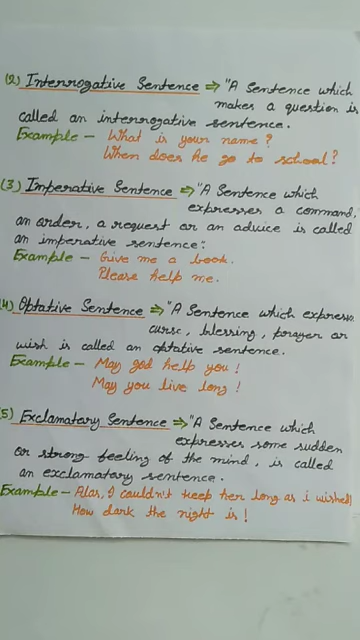 (2) Interrogative Sentence ⇒ "A Sentence which
makes a question is
called an interrogative sentence.
Example – What is your name?
When does he go to school?
(3) Imperative Sentence ⇒ "A Sentence which
expresses a command,
an order, a request or an advice is called
an imperative sentence".
Example – Give me a book.
Please help me.
(4) Optative Sentence ⇒ "A Sentence which express
curse, blessing, prayer or
wish is called an optative sentence.
Example – May god help you!
May you live long!
(5) Exclamatory Sentence ⇒ "A Sentence which
expresses some sudden
or strong feeling of the mind, is called
an exclamatory sentence.
Example – Alas, I couldn't keep her long as i wished!
How dark the night is!